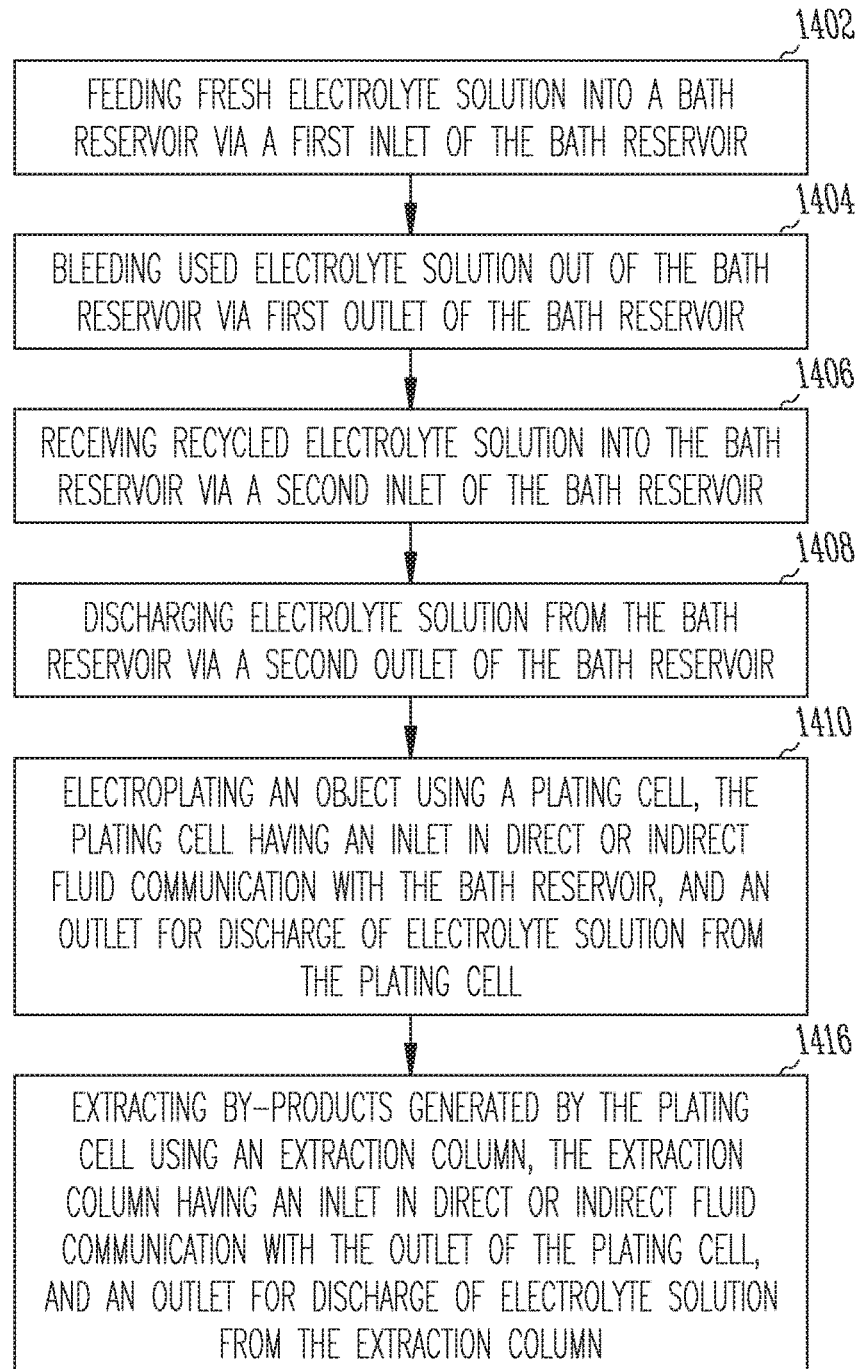 1402
FEEDING FRESH ELECTROLYTE SOLUTION INTO A BATH
RESERVOIR VIA A FIRST INLET OF THE BATH RESERVOIR
1404
BLEEDING USED ELECTROLYTE SOLUTION OUT OF THE BATH
RESERVOIR VIA FIRST OUTLET OF THE BATH RESERVOIR
1406
RECEIVING RECYCLED ELECTROLYTE SOLUTION INTO THE BATH
RESERVOIR VIA A SECOND INLET OF THE BATH RESERVOIR
1408
DISCHARGING ELECTROLYTE SOLUTION FROM THE BATH
RESERVOIR VIA A SECOND OUTLET OF THE BATH RESERVOIR
1410
ELECTROPLATING AN OBJECT USING A PLATING CELL, THE
PLATING CELL HAVING AN INLET IN DIRECT OR INDIRECT
FLUID COMMUNICATION WITH THE BATH RESERVOIR, AND AN
OUTLET FOR DISCHARGE OF ELECTROLYTE SOLUTION FROM
THE PLATING CELL
1416
EXTRACTING BY-PRODUCTS GENERATED BY THE PLATING
CELL USING AN EXTRACTION COLUMN, THE EXTRACTION
COLUMN HAVING AN INLET IN DIRECT OR INDIRECT FLUID
COMMUNICATION WITH THE OUTLET OF THE PLATING CELL,
AND AN OUTLET FOR DISCHARGE OF ELECTROLYTE SOLUTION
FROM THE EXTRACTION COLUMN